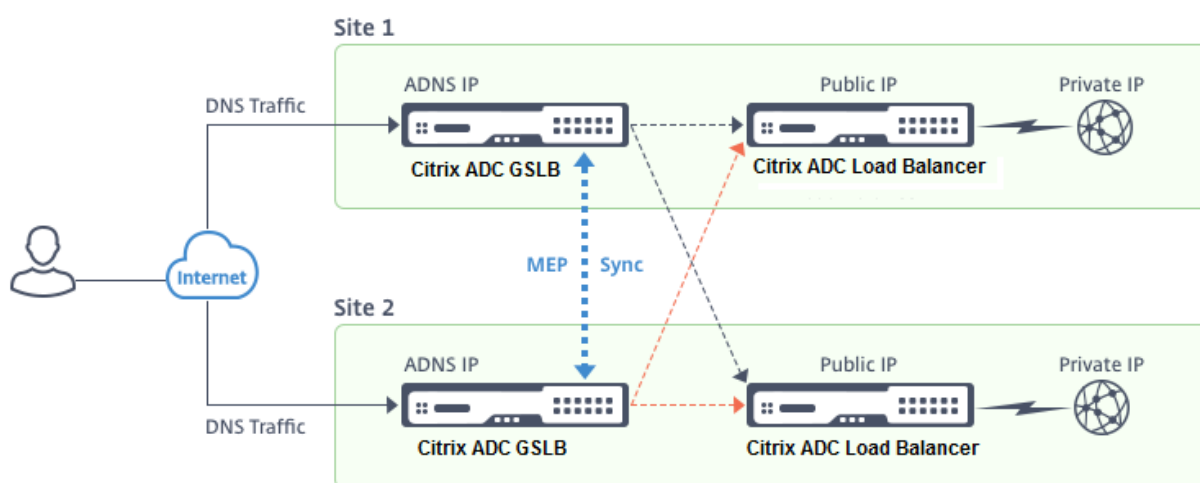 Site 1
ADNS IP
Public IP
Private IP
DNS Traffic
Citrix ADC GSLB
Citrix ADC Load Balancer
MEP Sync
Internet
Site 2
ADNS IP
Public IP
Private IP
DNS Traffic
Citrix ADC GSLB
Citrix ADC Load Balancer